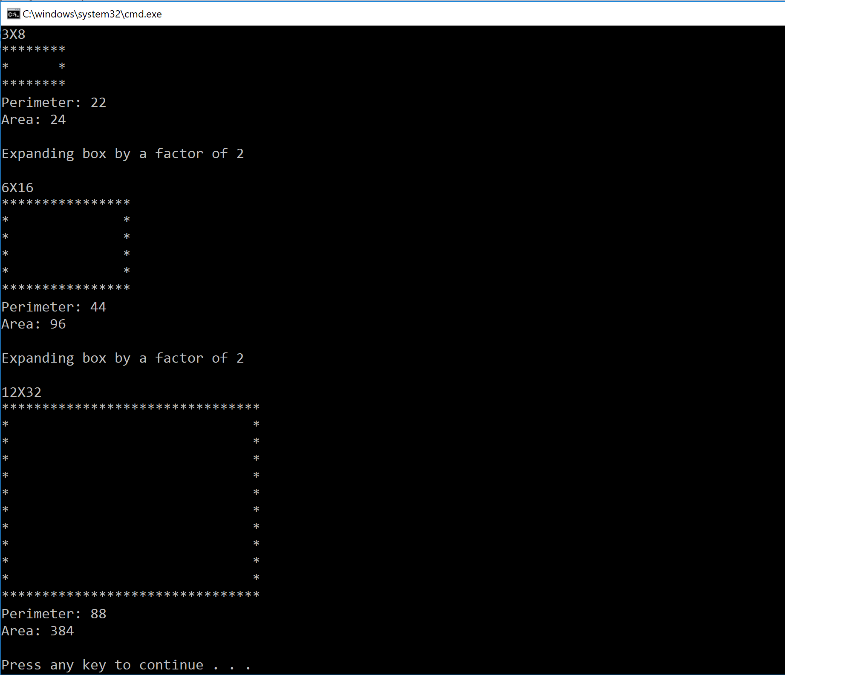 C:\windows\system32\cmd.exe
3X8
********
*      *
********
Perimeter: 22
Area: 24

Expanding box by a factor of 2

6X16
****************
*              *
*              *
*              *
*              *
****************
Perimeter: 44
Area: 96

Expanding box by a factor of 2

12X32
********************************
*                              *
*                              *
*                              *
*                              *
*                              *
*                              *
*                              *
*                              *
*                              *
*                              *
********************************
Perimeter: 88
Area: 384

Press any key to continue . . .